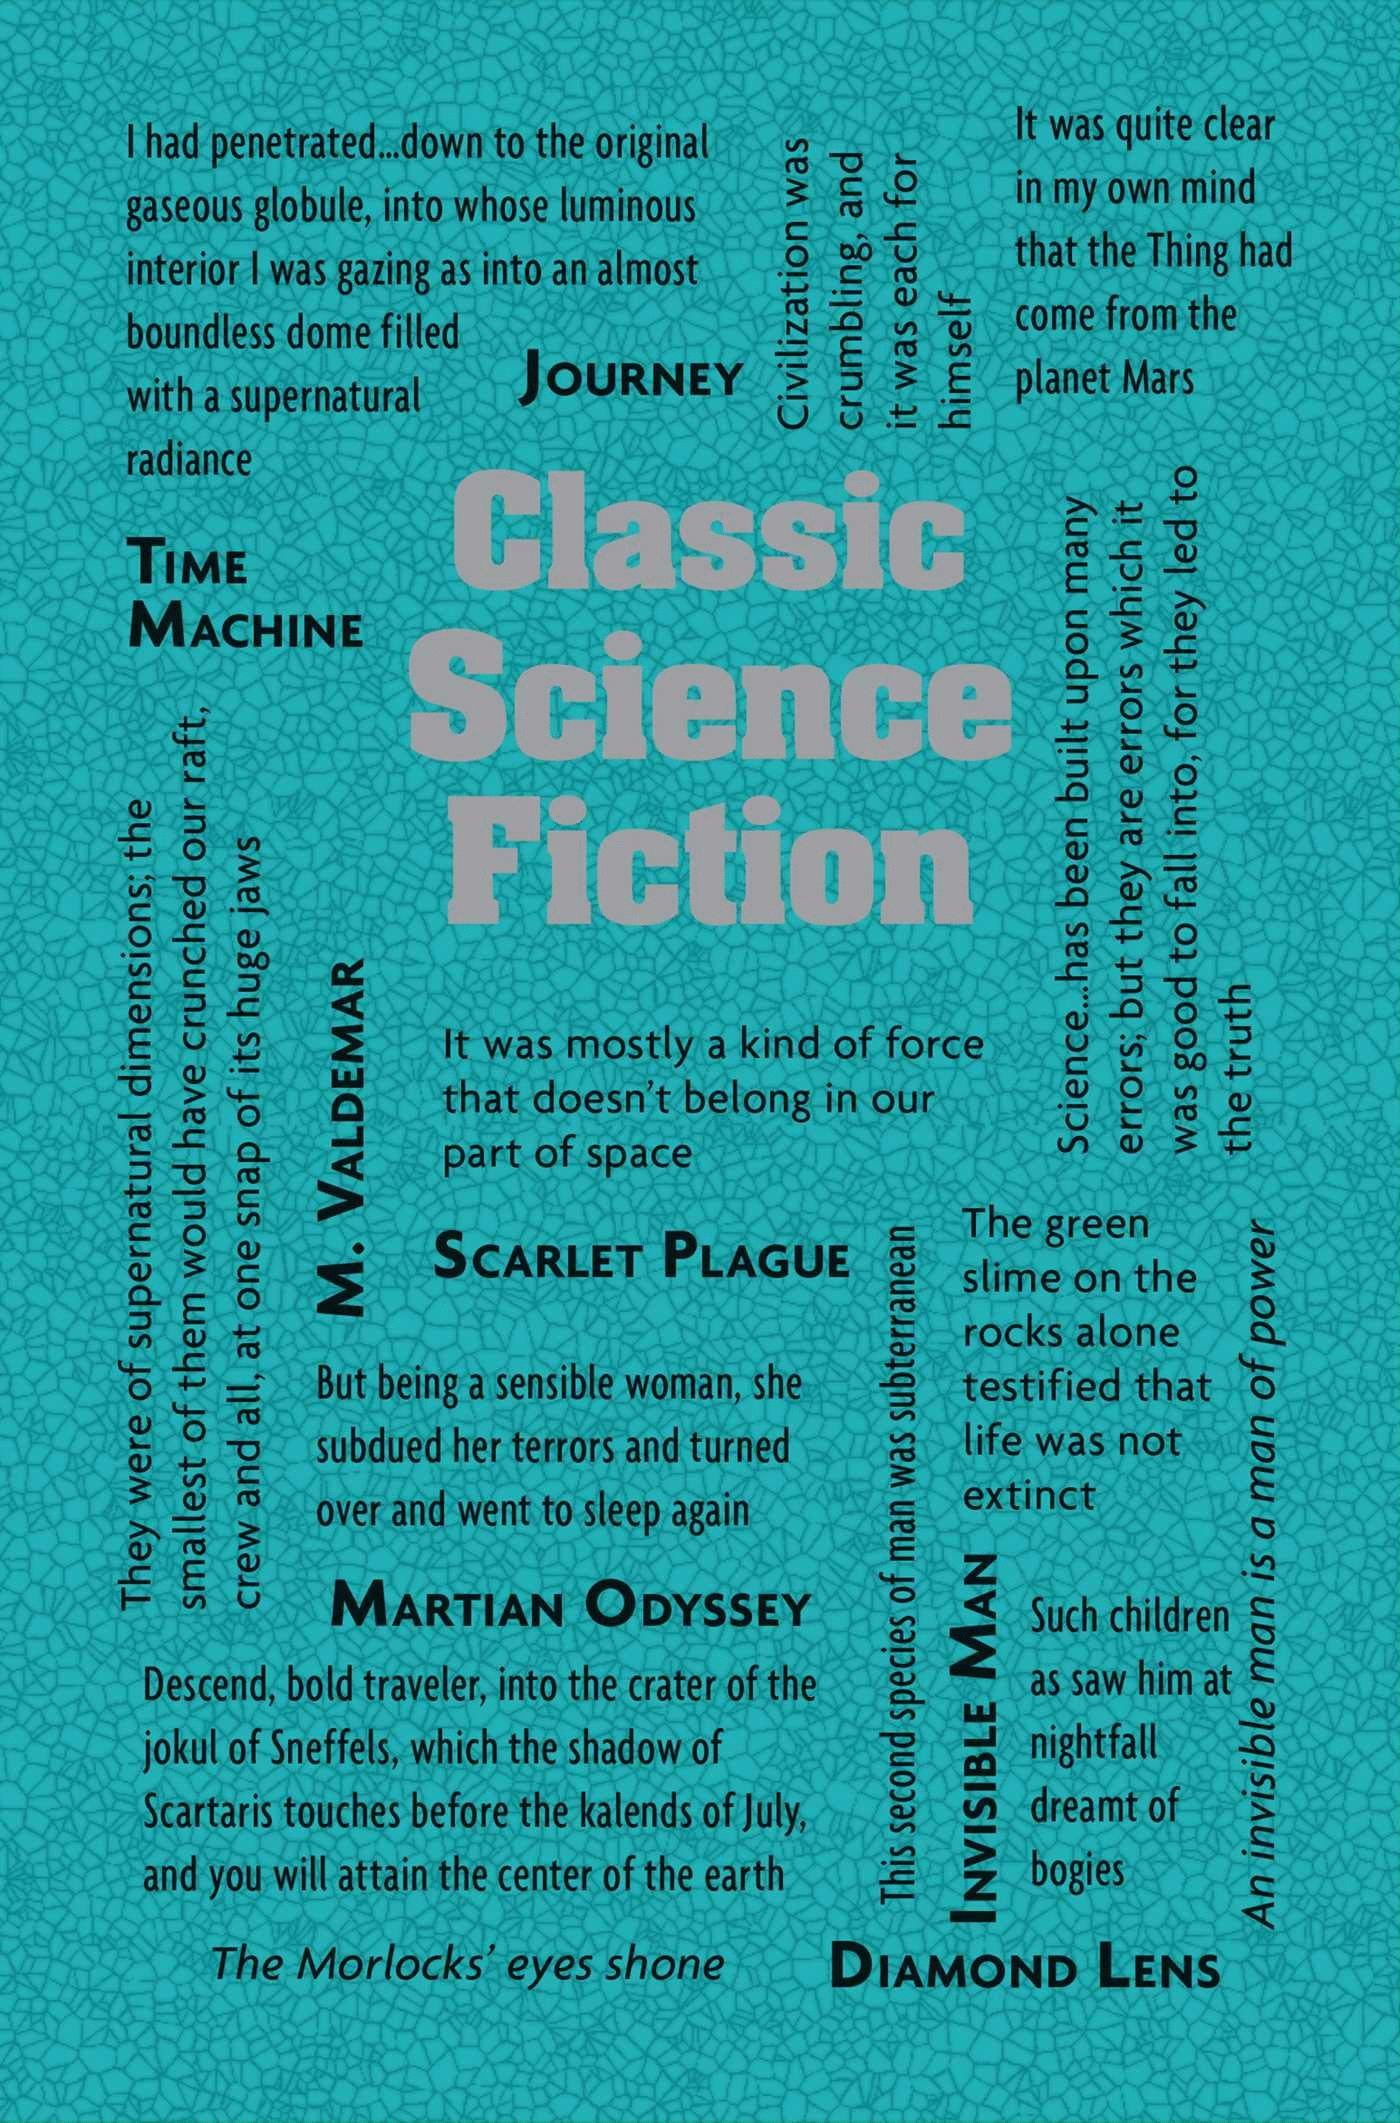 I had penetrated...down to the original
gaseous globule, into whose luminous
interior I was gazing as into an almost
boundless dome filled
with a supernatural
radiance
JOURNEY
Civilization was
crumbling, and
it was each for
himself
It was quite clear
in my own mind
that the Thing had
come from the
planet Mars
TIME
MACHINE
Classic
Science
Fiction
Science...has been built upon many
errors; but they are errors which it
was good to fall into, for they led to
the truth
They were of supernatural dimensions; the
smallest of them would have crunched our raft,
crew and all, at one snap of its huge jaws
M. VALDEMAR
It was mostly a kind of force
that doesn't belong in our
part of space
SCARLET PLAGUE
But being a sensible woman, she
subdued her terrors and turned
over and went to sleep again
This second species of man was subterranean
The green
slime on the
rocks alone
testified that
life was not
extinct
An invisible man is a man of power
MARTIAN ODYSSEY
INVISIBLE MAN
Such children
as saw him at
nightfall
dreamt of
bogies
Descend, bold traveler, into the crater of the
jokul of Sneffels, which the shadow of
Scartaris touches before the kalends of July,
and you will attain the center of the earth
The Morlocks' eyes shone
DIAMOND LENS